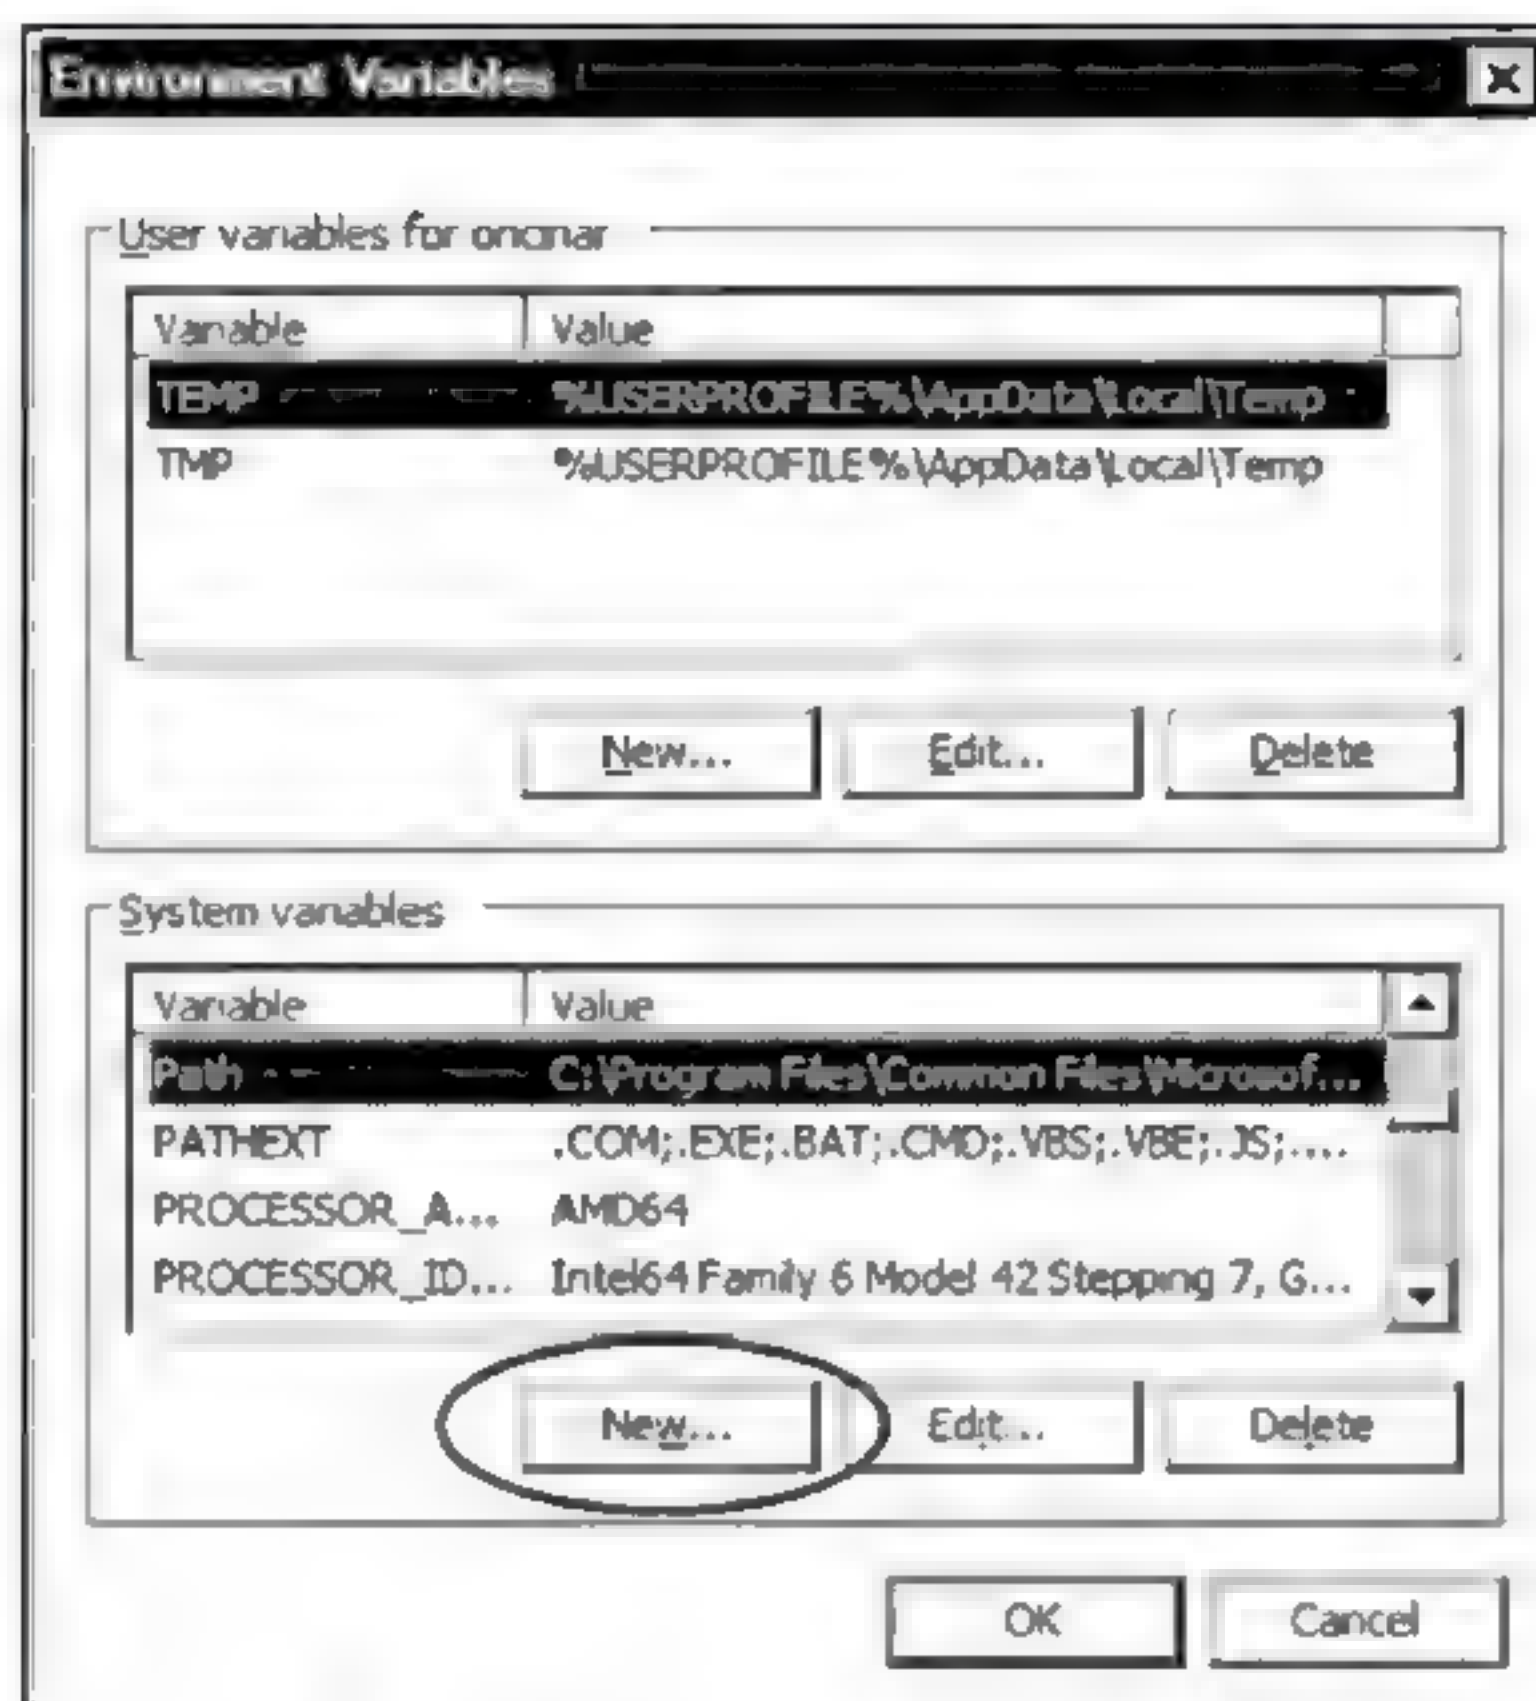 Environment Variables
User variables for oncinar
Variable Value
TEMP %USERPROFILE%\AppData\Local\Temp
TMP %USERPROFILE%\AppData\Local\Temp
New... Edit... Delete
System variables
Variable Value
Path C:\Program Files\Common Files\Microsof...
PATHEXT .COM;.EXE;.BAT;.CMD;.VBS;.VBE;.JS;....
PROCESSOR_A... AMD64
PROCESSOR_ID... Intel64 Family 6 Model 42 Stepping 7, G...
New... Edit... Delete
OK Cancel